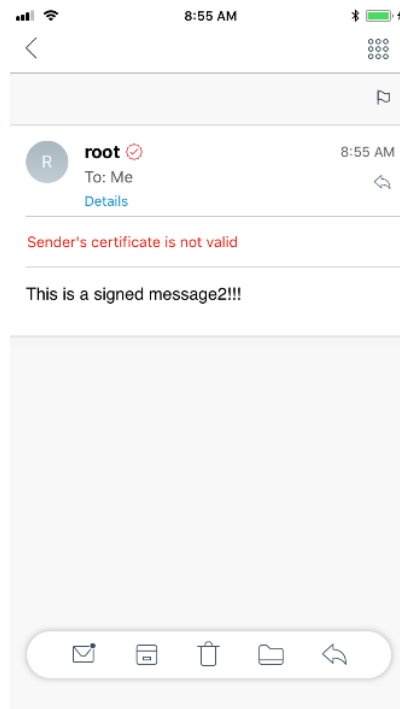 8:55 AM
R
root
8:55 AM
To: Me
Details
Sender's certificate is not valid
This is a signed message2!!!